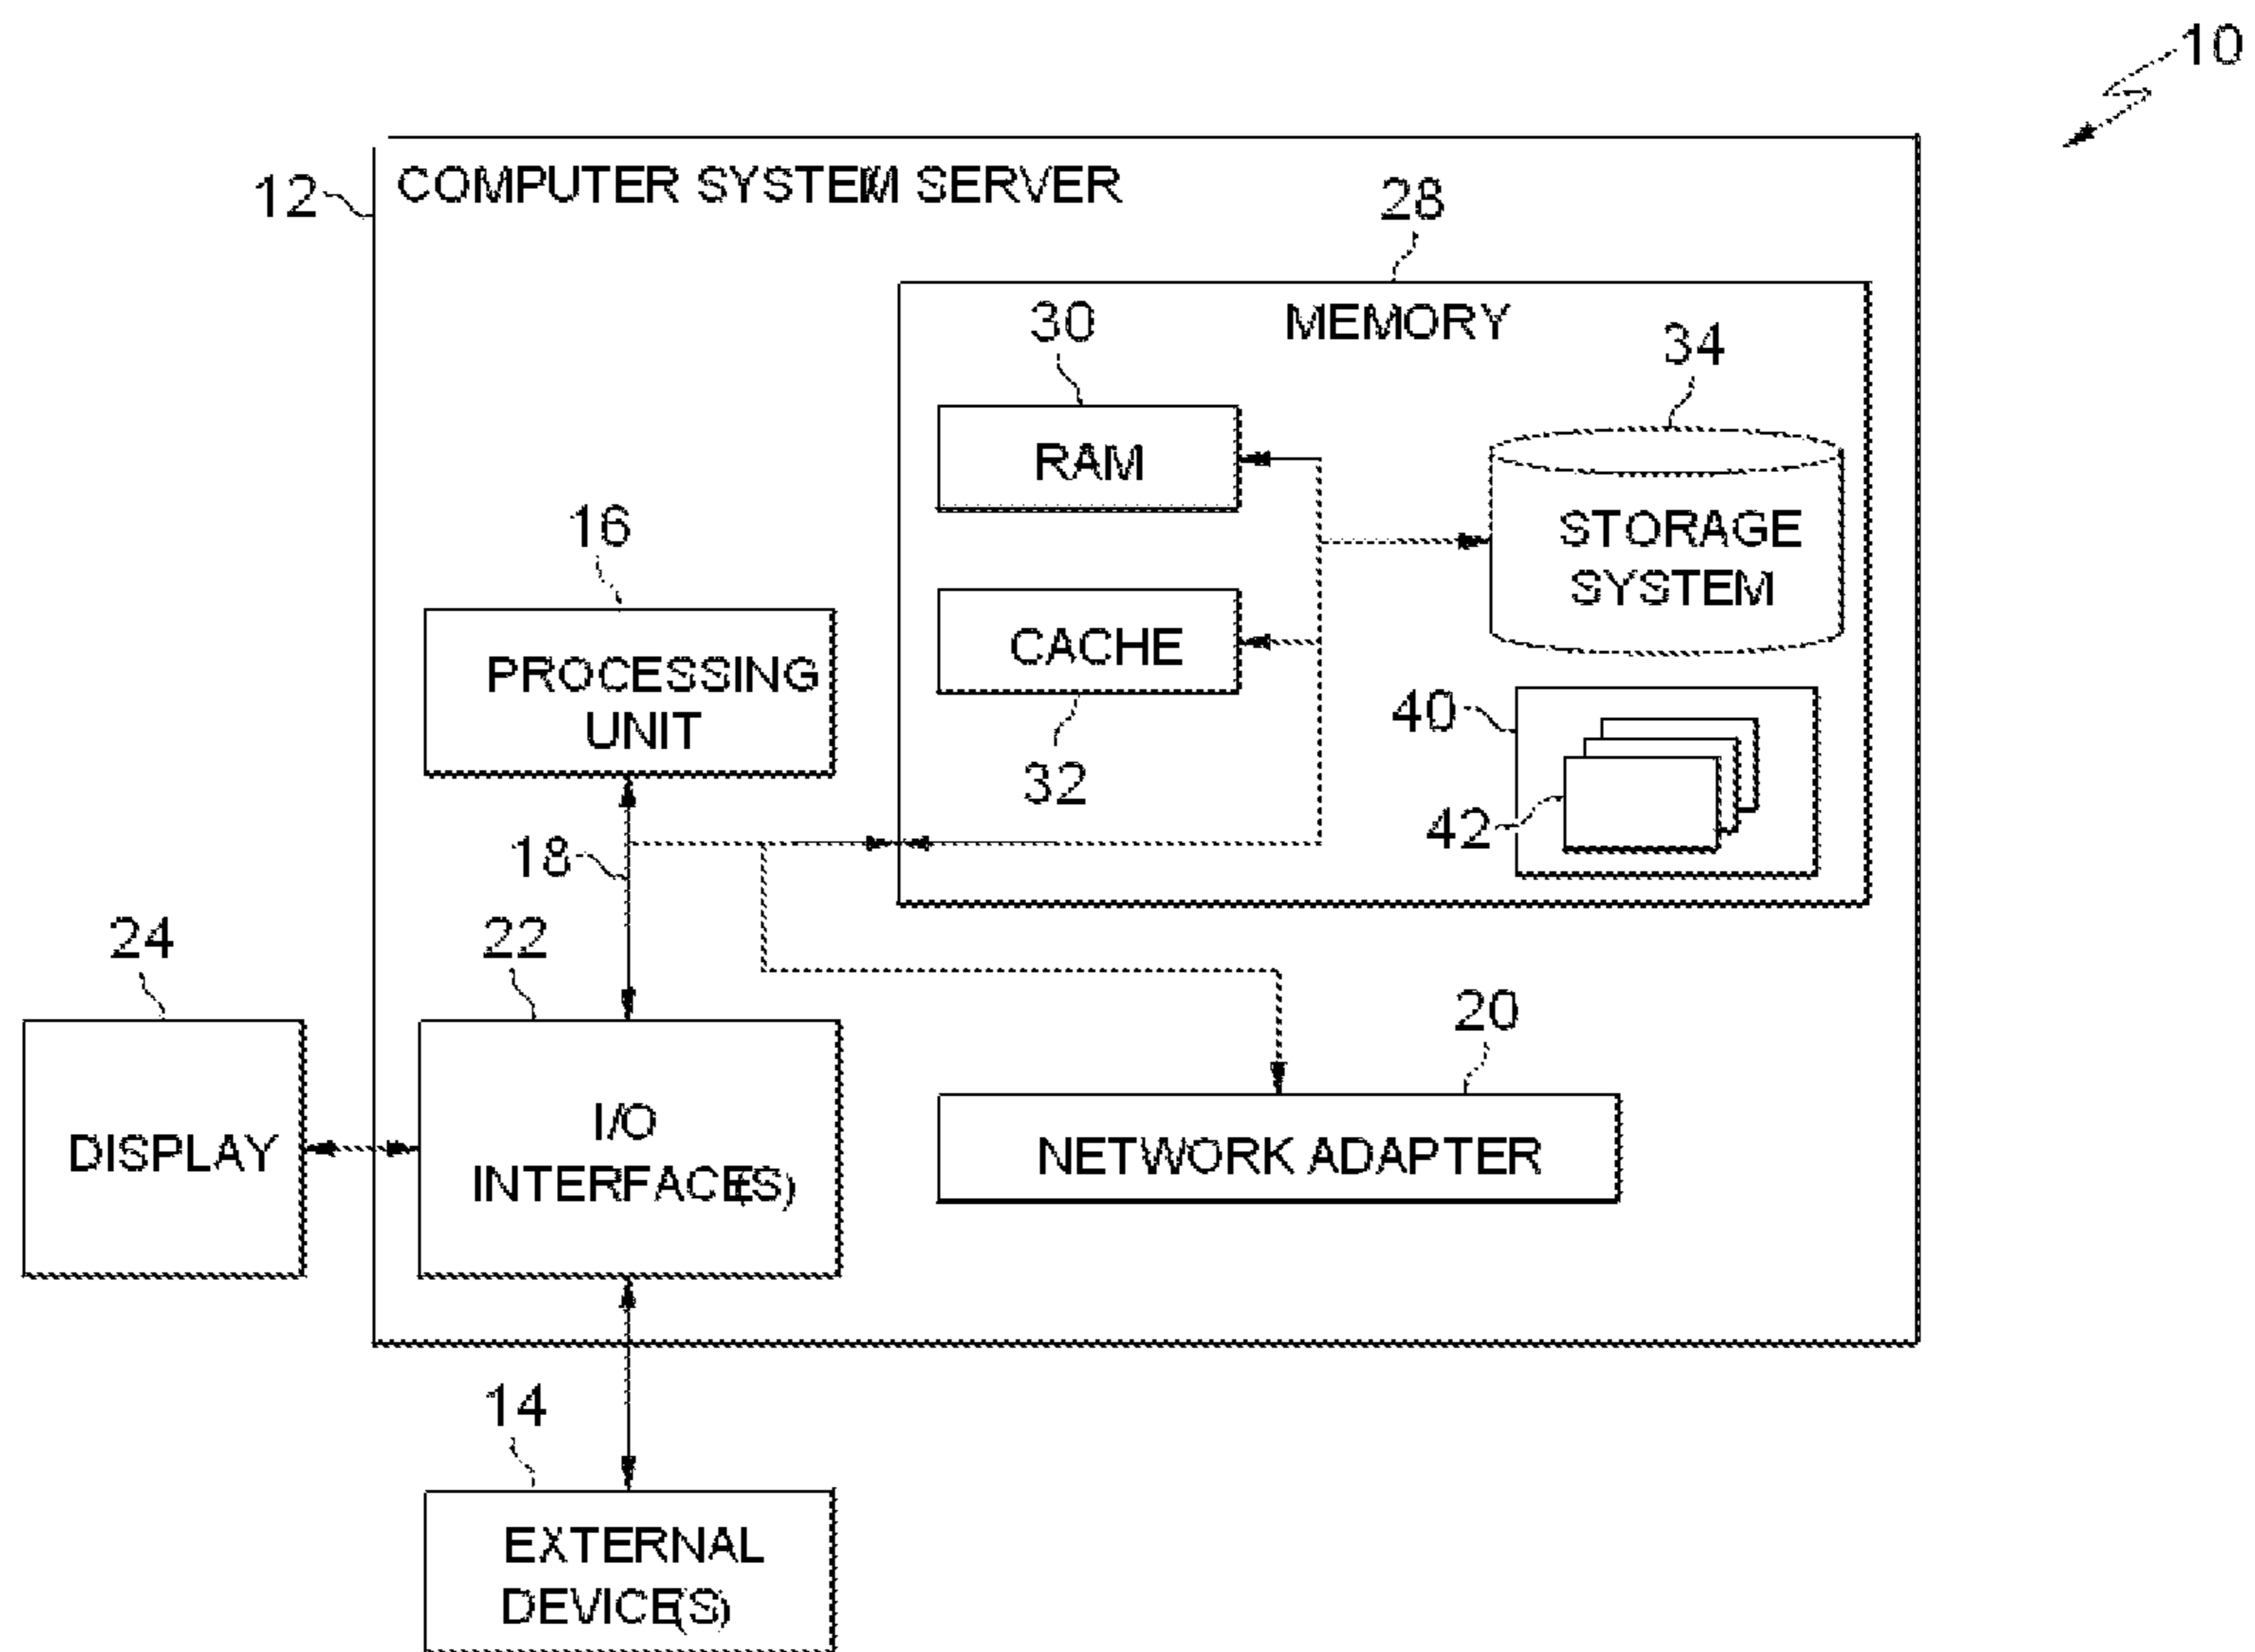 10
12
COMPUTER SYSTEM SERVER
28
MEMORY
30
34
RAM
STORAGE
SYSTEM
16
CACHE
PROCESSING
UNIT
40
32
42
18
24
22
20
DISPLAY
I/O
INTERFACE(S)
NETWORK ADAPTER
14
EXTERNAL
DEVICE(S)